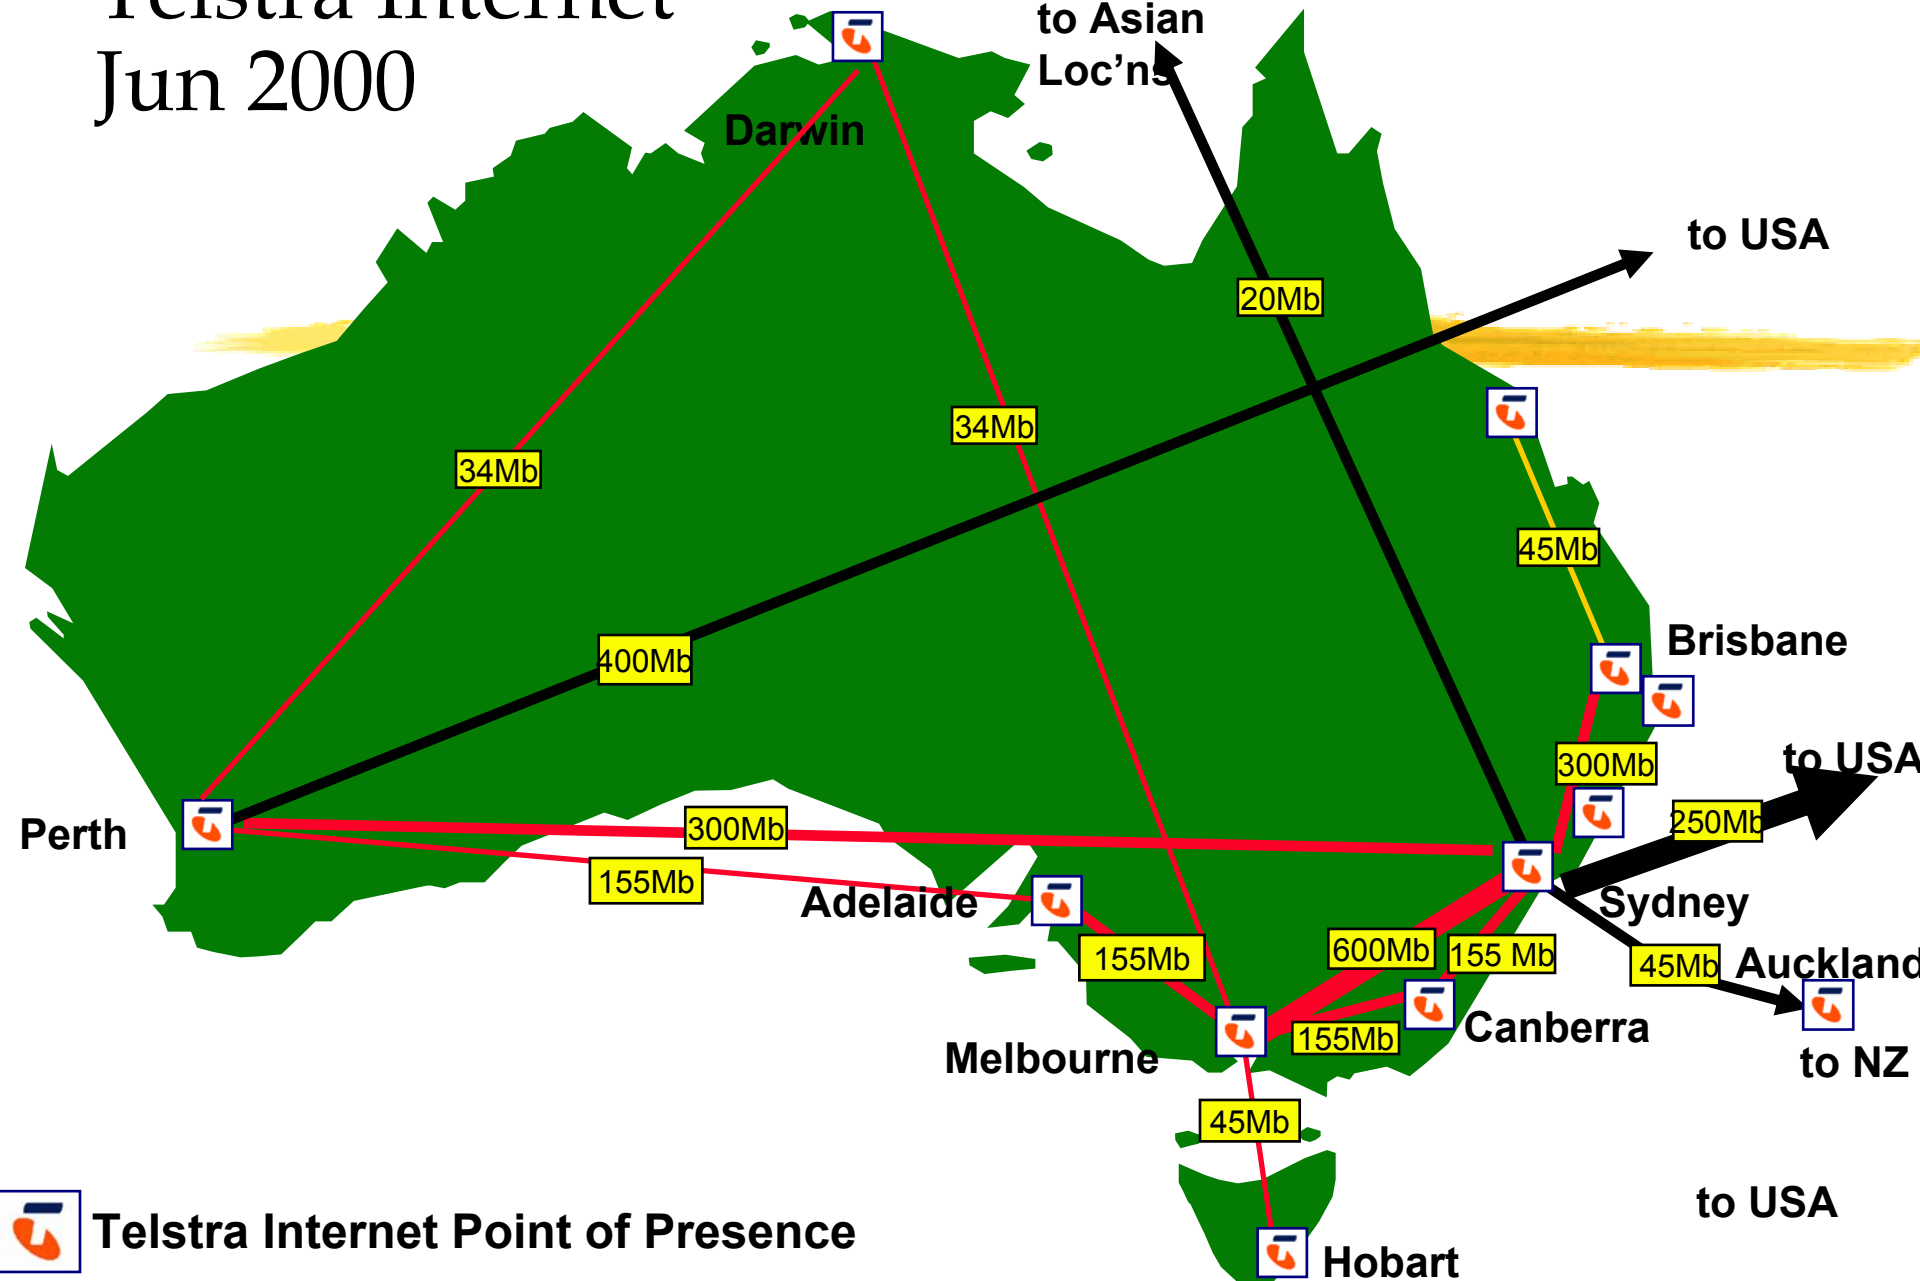 Telstra Internet
Jun 2000
to Asian
Loc'ns
Darwin
to USA
20Mb
34Mb
34Mb
45Mb
Brisbane
400Mb
to USA
300Mb
250Mb
Perth
300Mb
155Mb
Adelaide
Sydney
600Mb
155 Mb
155Mb
45Mb
Auckland
Canberra
155Mb
Melbourne
to NZ
45Mb
to USA
Telstra Internet Point of Presence
Hobart